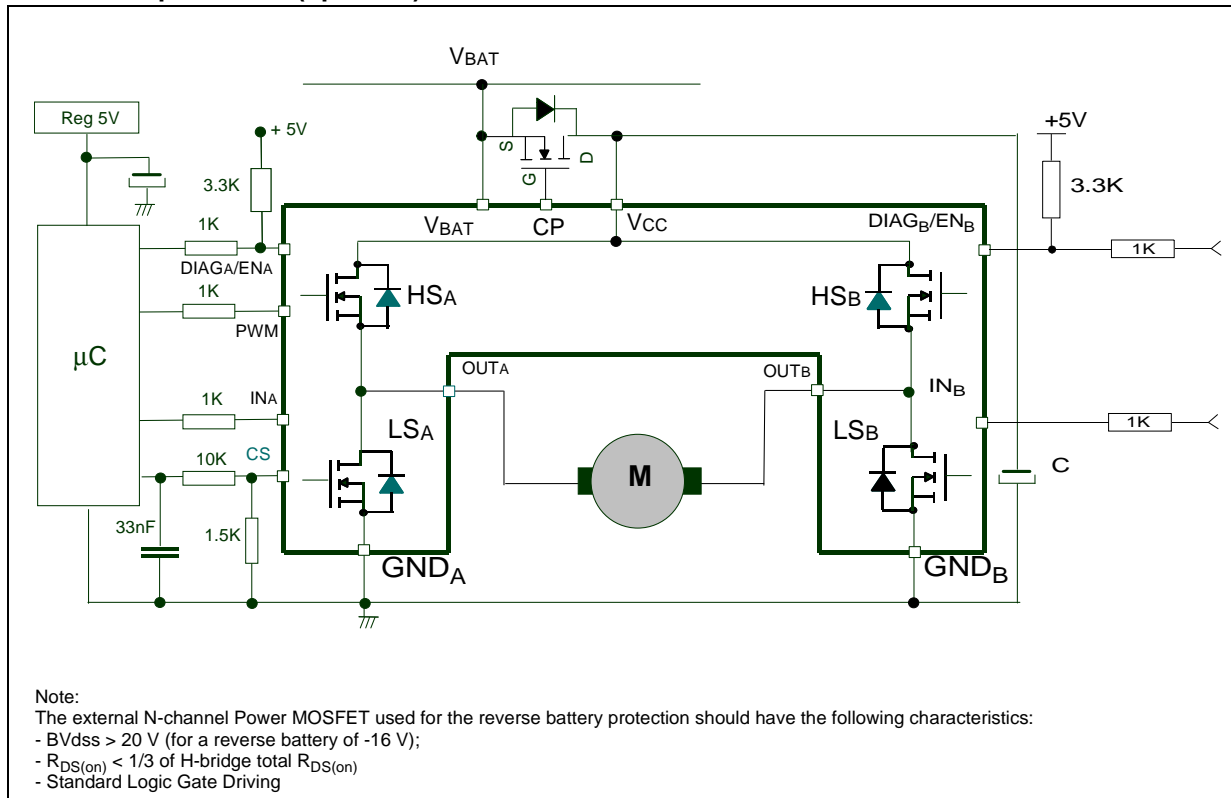 VBAT
Reg 5V
+ 5V
+5V
S
D
G
3.3K
3.3K
1K
VBAT
CP
VCC
DIAGB/ENB
DIAGA/ENA
1K
HSA
HSB
1K
PWM
µC
OUTA
OUTB
INB
1K
INA
LSA
LSB
1K
CS
10K
M
C
33nF
1.5K
GNDA
GNDB
Note:
The external N-channel Power MOSFET used for the reverse battery protection should have the following characteristics:
- BVdss > 20 V (for a reverse battery of -16 V);
- RDS(on) < 1/3 of H-bridge total RDS(on)
- Standard Logic Gate Driving